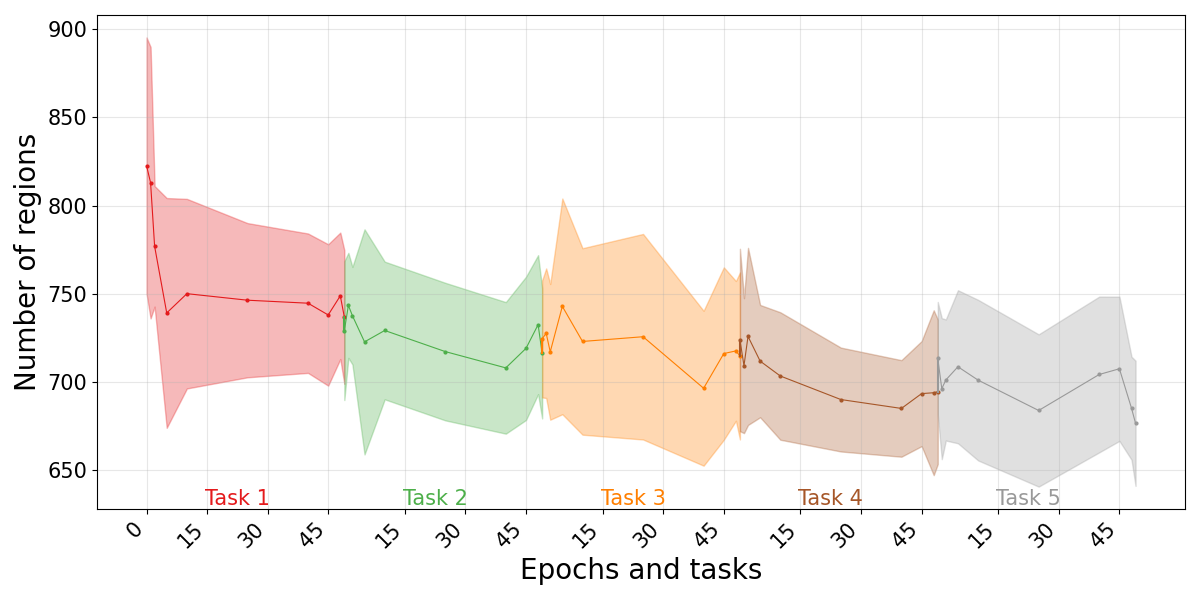 900
850
800
750
700
650
Number of regions
Task 1 Task 2 Task 3 Task 4 Task 5
0 15 30 45 15 30 45 15 30 45 15 30 45 15 30 45
Epochs and tasks